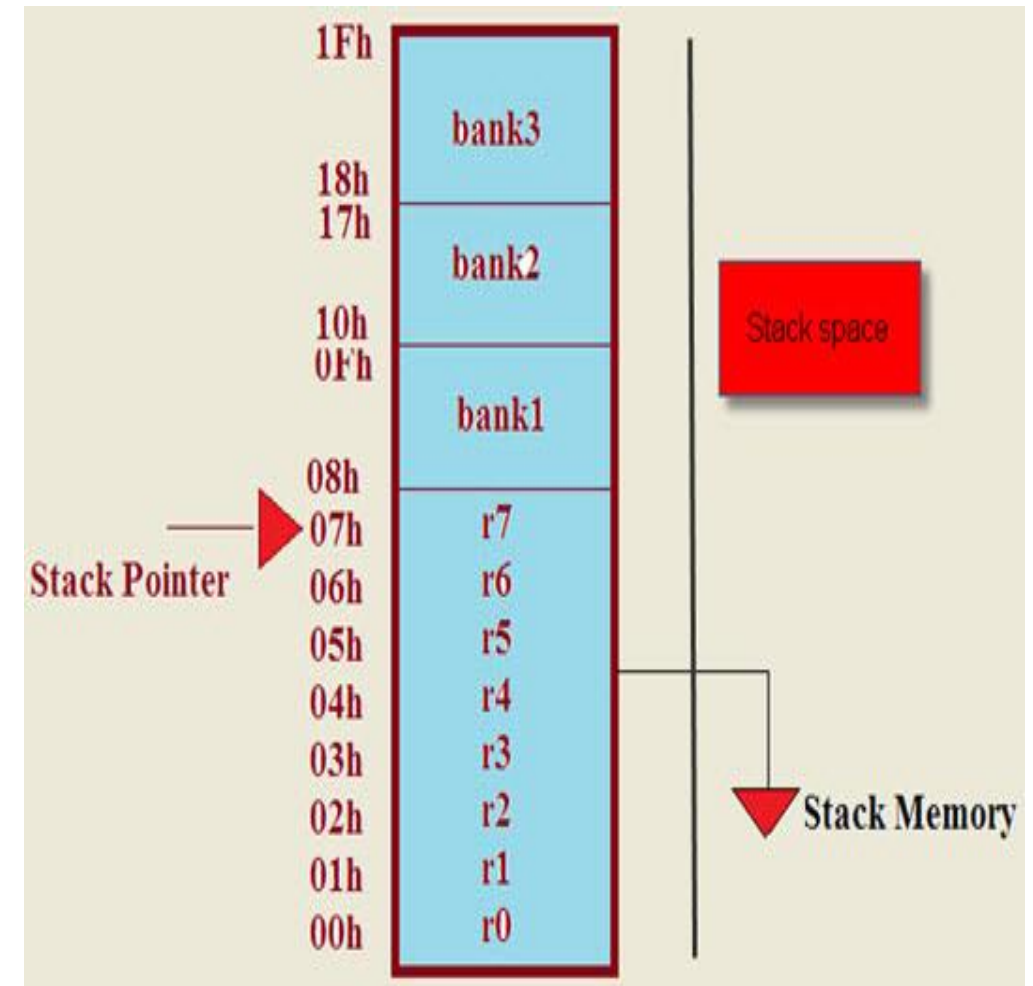 1Fh
bank3
18h
17h
bank2
10h
0Fh
bank1
08h
07h
r7
Stack Pointer
06h
r6
05h
r5
04h
r4
03h
r3
02h
r2
01h
r1
00h
r0
Stack space
Stack Memory